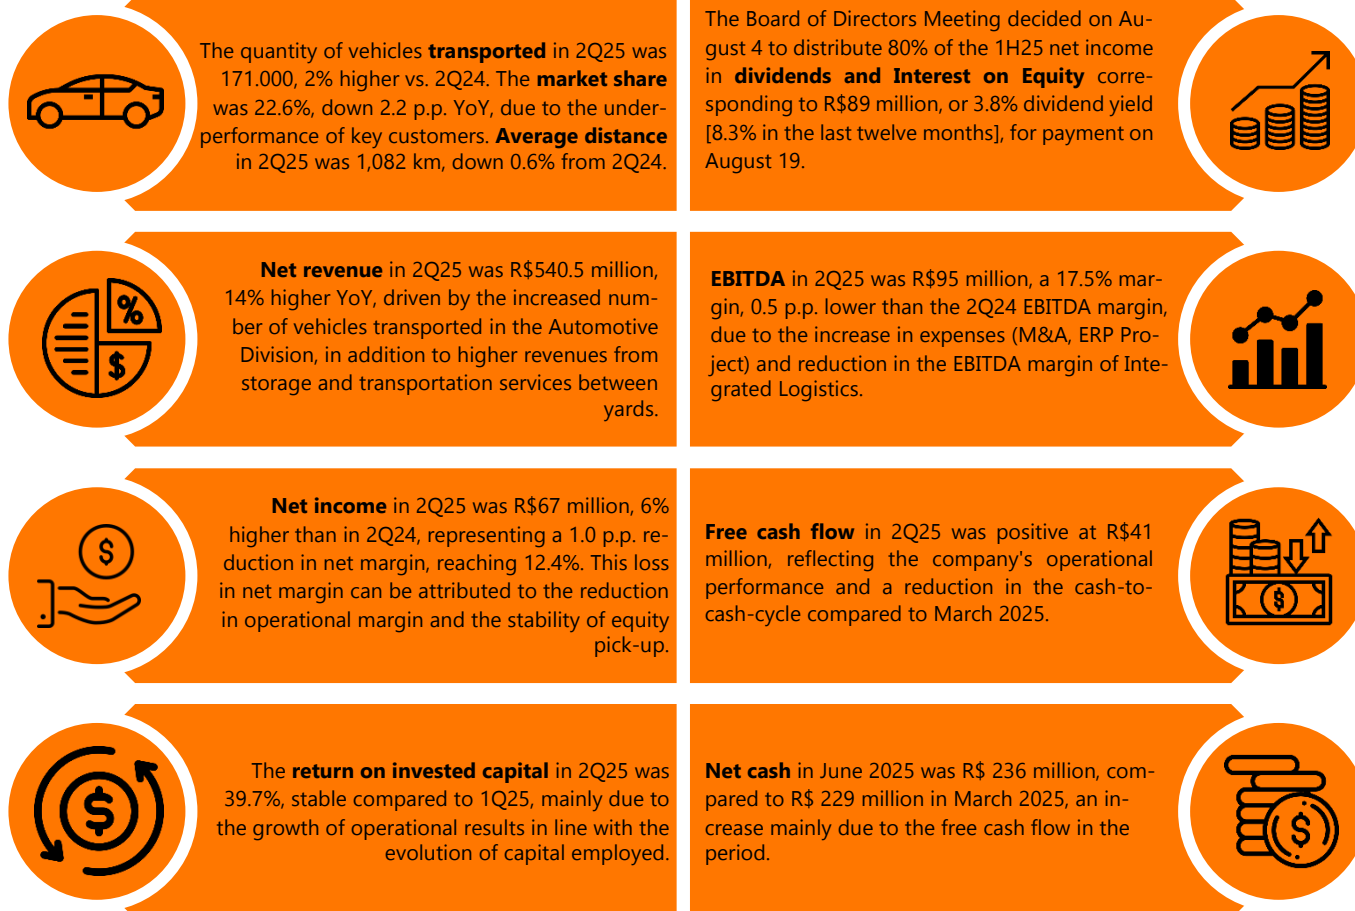 The quantity of vehicles transported in 2Q25 was
171.000, 2% higher vs. 2Q24. The market share
was 22.6%, down 2.2 p.p. YoY, due to the under-
performance of key customers. Average distance
in 2Q25 was 1,082 km, down 0.6% from 2Q24.
The Board of Directors Meeting decided on Au-
gust 4 to distribute 80% of the 1H25 net income
in dividends and Interest on Equity corre-
sponding to R$89 million, or 3.8% dividend yield
[8.3% in the last twelve months], for payment on
August 19.
%
$
Net revenue in 2Q25 was R$540.5 million,
14% higher YoY, driven by the increased num-
ber of vehicles transported in the Automotive
Division, in addition to higher revenues from
storage and transportation services between
yards.
EBITDA in 2Q25 was R$95 million, a 17.5% mar-
gin, 0.5 p.p. lower than the 2Q24 EBITDA margin,
due to the increase in expenses (M&A, ERP Pro-
ject) and reduction in the EBITDA margin of Inte-
grated Logistics.
$
Net income in 2Q25 was R$67 million, 6%
higher than in 2Q24, representing a 1.0 p.p. re-
duction in net margin, reaching 12.4%. This loss
in net margin can be attributed to the reduction
in operational margin and the stability of equity
pick-up.
Free cash flow in 2Q25 was positive at R$41
million, reflecting the company's operational
performance and a reduction in the cash-to-
cash-cycle compared to March 2025.
$
$
The return on invested capital in 2Q25 was
39.7%, stable compared to 1Q25, mainly due to
the growth of operational results in line with the
evolution of capital employed.
Net cash in June 2025 was R$ 236 million, com-
pared to R$ 229 million in March 2025, an in-
crease mainly due to the free cash flow in the
period.
$